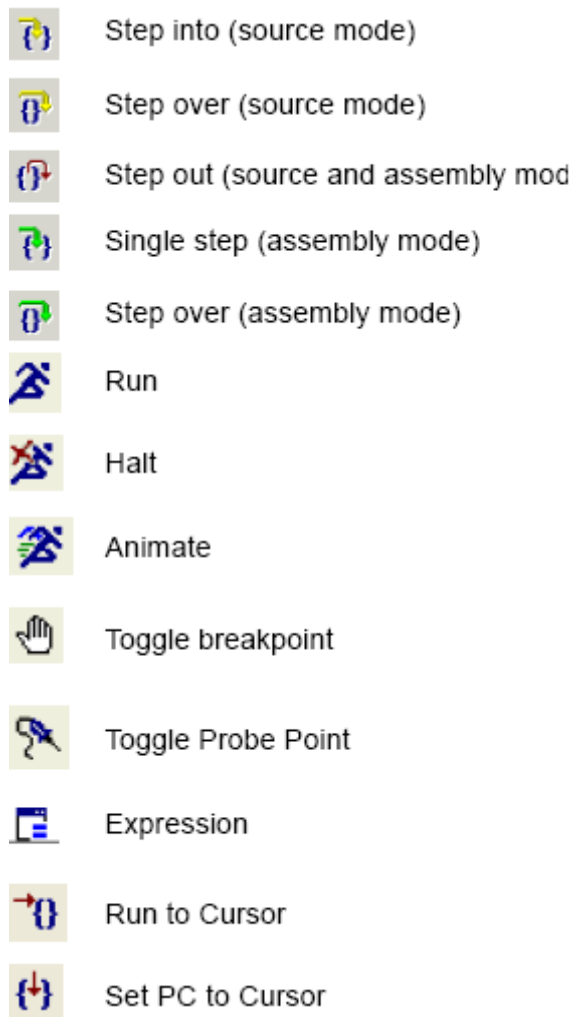 Step into (source mode)
Step over (source mode)
Step out (source and assembly mod
Single step (assembly mode)
Step over (assembly mode)
Run
Halt
Animate
Toggle breakpoint
Toggle Probe Point
Expression
Run to Cursor
Set PC to Cursor